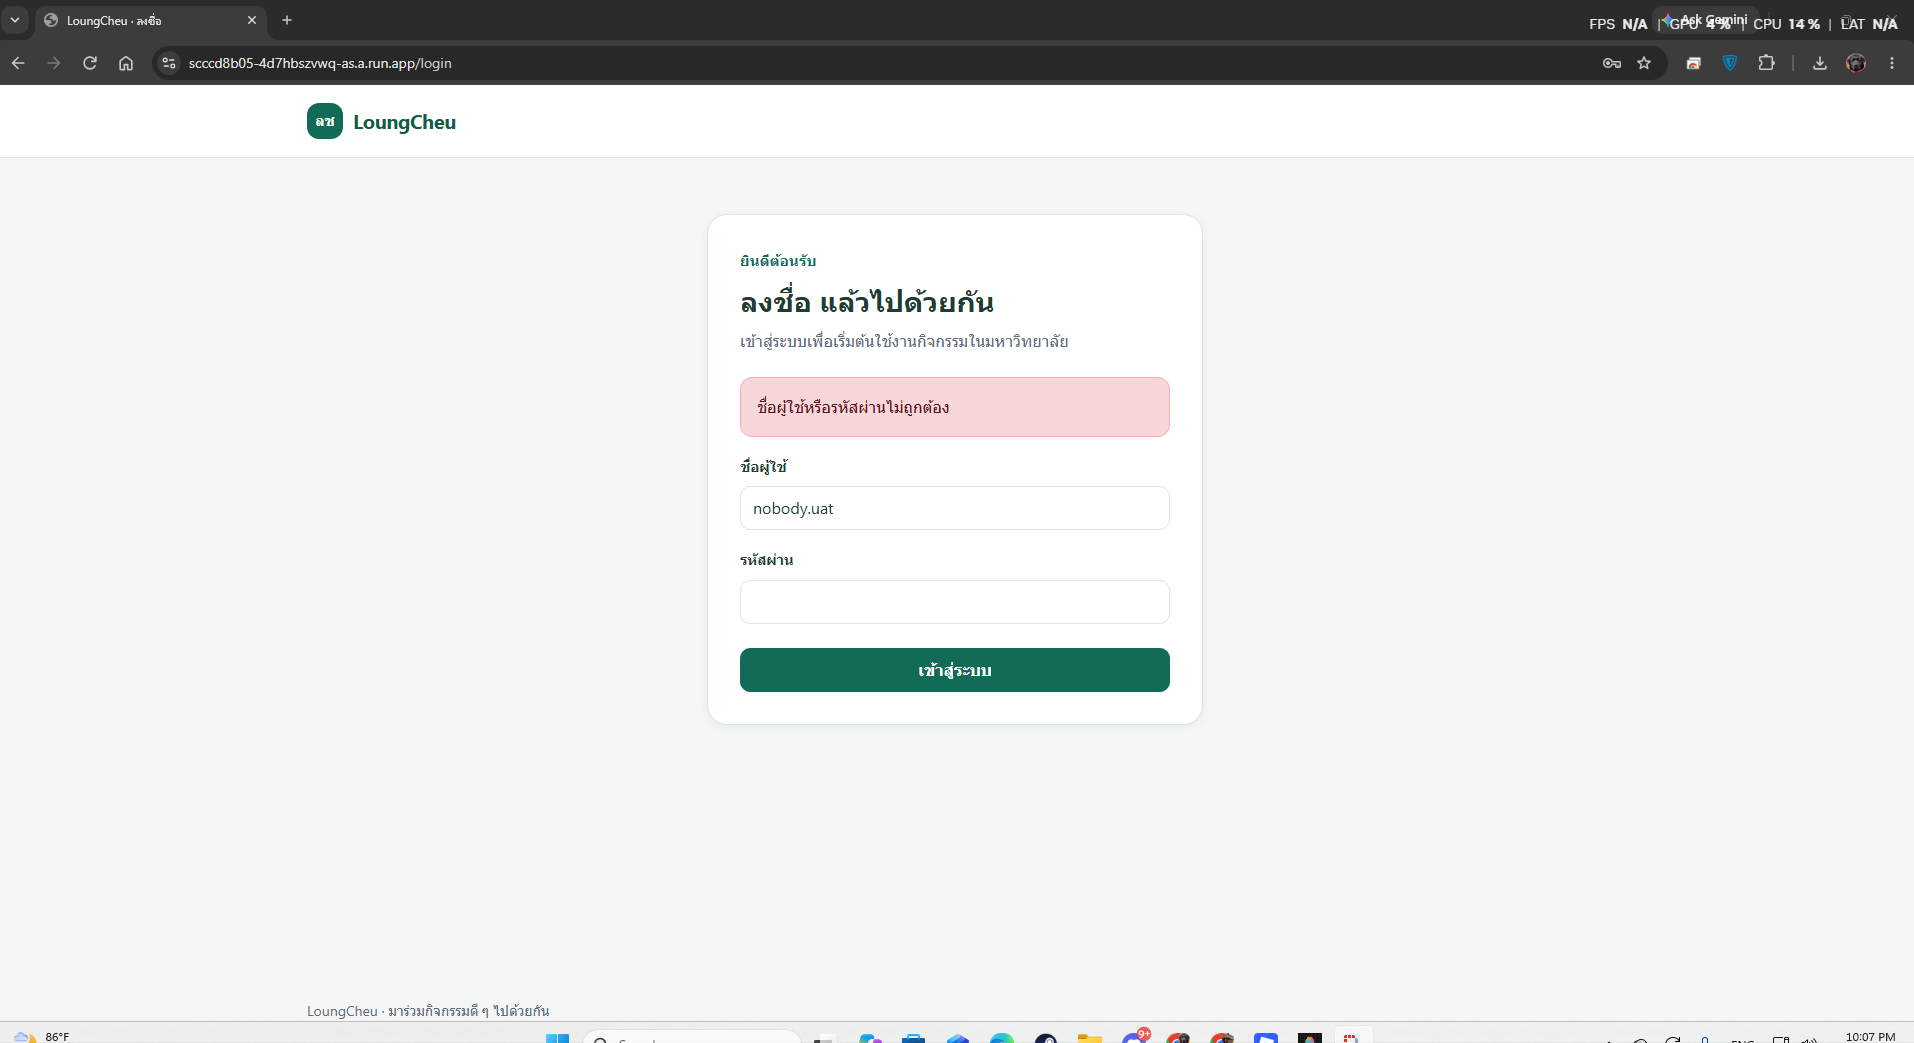 LoungCheu · ลงชื่อ
Ask Gemini
FPS N/A | GPU 4% | CPU 14% | LAT N/A
scccd8b05-4d7hbszvwq-as.a.run.app/login
ลช LoungCheu
ยินดีต้อนรับ
ลงชื่อ แล้วไปด้วยกัน
เข้าสู่ระบบเพื่อเริ่มต้นใช้งานกิจกรรมในมหาวิทยาลัย
ชื่อผู้ใช้หรือรหัสผ่านไม่ถูกต้อง
ชื่อผู้ใช้
nobody.uat
รหัสผ่าน
เข้าสู่ระบบ
LoungCheu · มาร่วมกิจกรรมดี ๆ ไปด้วยกัน
86°F
9+
10:07 PM